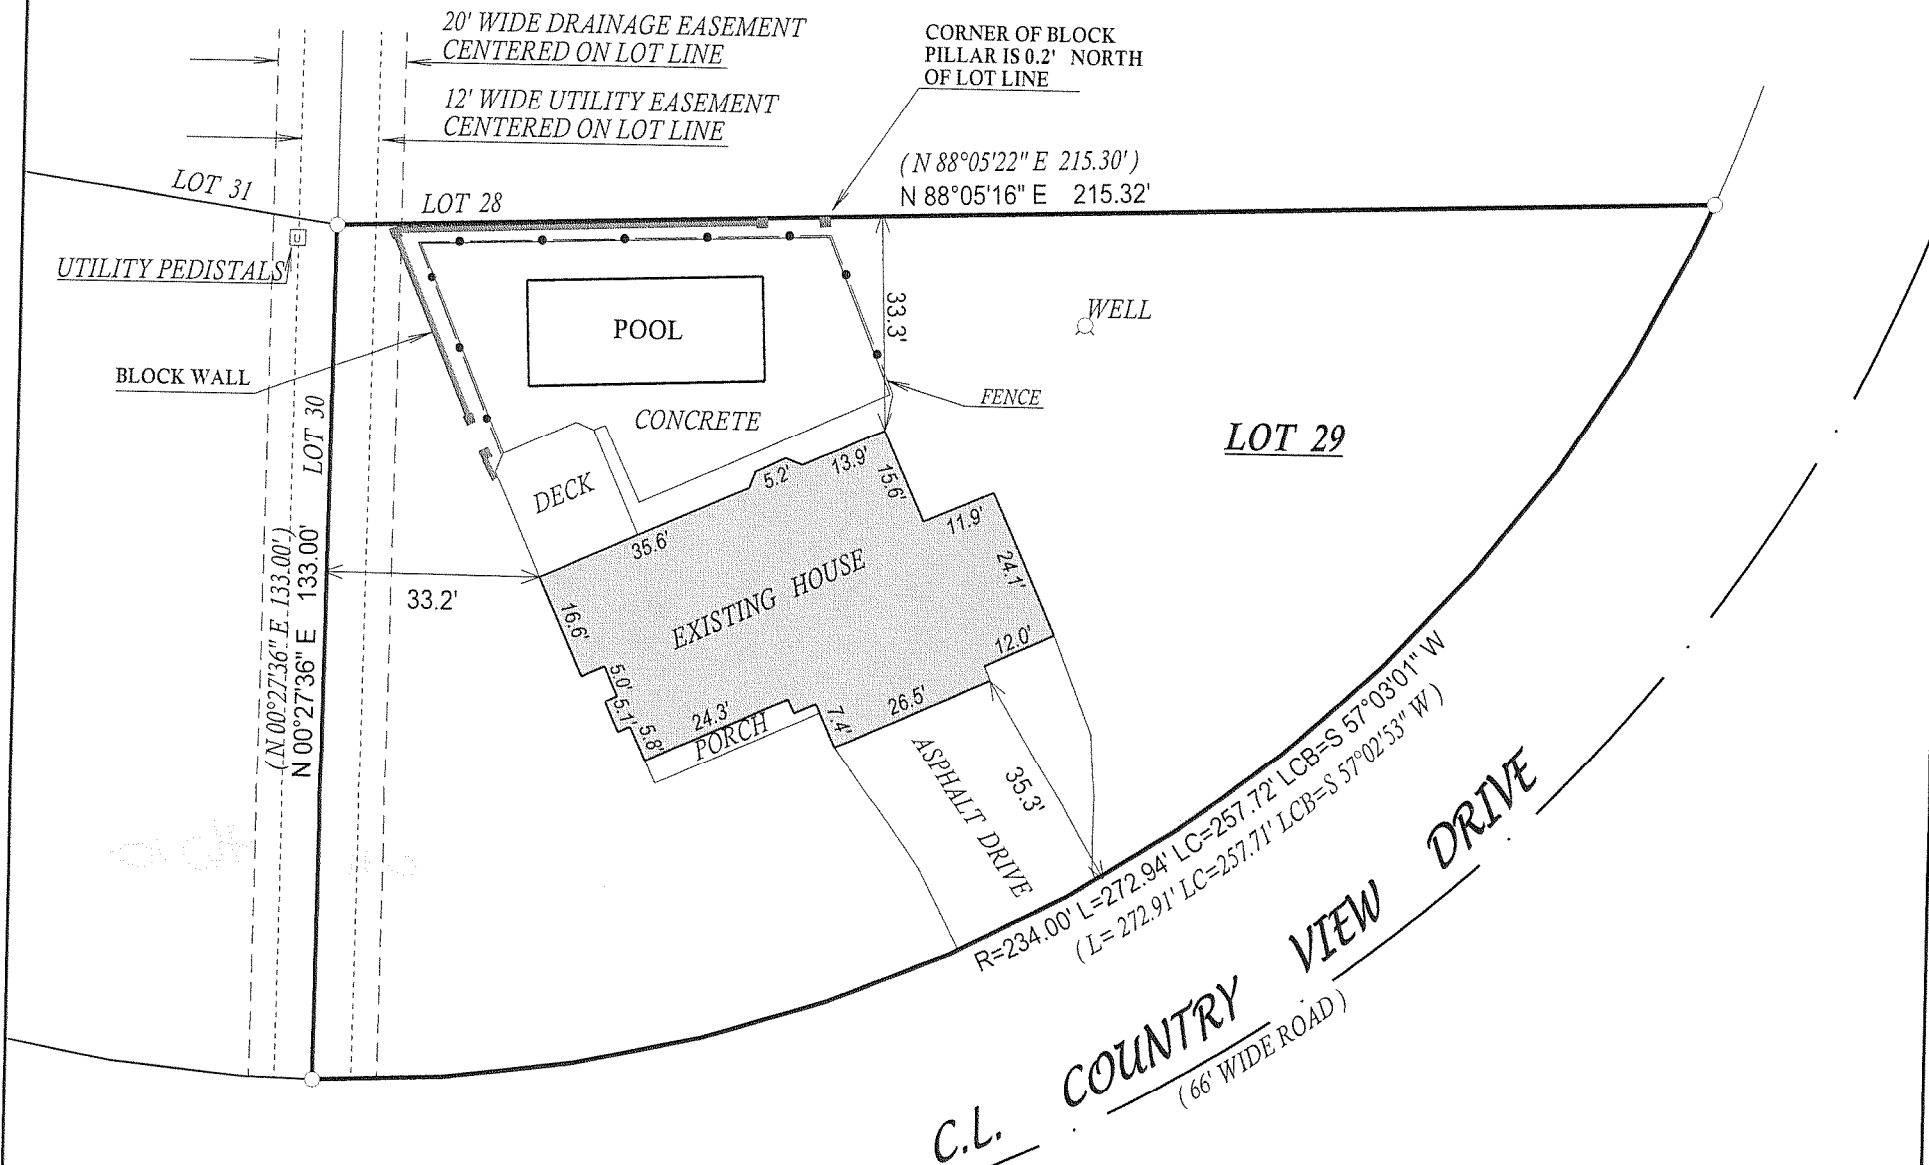 20' WIDE DRAINAGE EASEMENT
CENTERED ON LOT LINE
12' WIDE UTILITY EASEMENT
CENTERED ON LOT LINE
CORNER OF BLOCK
PILLAR IS 0.2' NORTH
OF LOT LINE
( N 88°05'22" E 215.30' )
N 88°05'16" E 215.32'
LOT 31
LOT 28
U
UTILITY PEDISTALS
BLOCK WALL
LOT 30
POOL
33.3'
WELL
FENCE
CONCRETE
LOT 29
DECK
5.2'
13.9'
15.6'
11.9'
35.6'
24.1'
EXISTING HOUSE
( N 00°27'36" E 133.00' )
N 00°27'36" E 133.00'
33.2'
16.6'
12.0'
5.0'
5.1'
5.8'
24.3'
PORCH
7.4'
26.5'
35.3'
ASPHALT DRIVE
R=234.00' L=272.94' LC=257.72' LCB=S 57°03'01" W
( L= 272.91' LC=257.71' LCB=S 57°02'53" W )
C.L. COUNTRY VIEW DRIVE
( 66' WIDE ROAD )